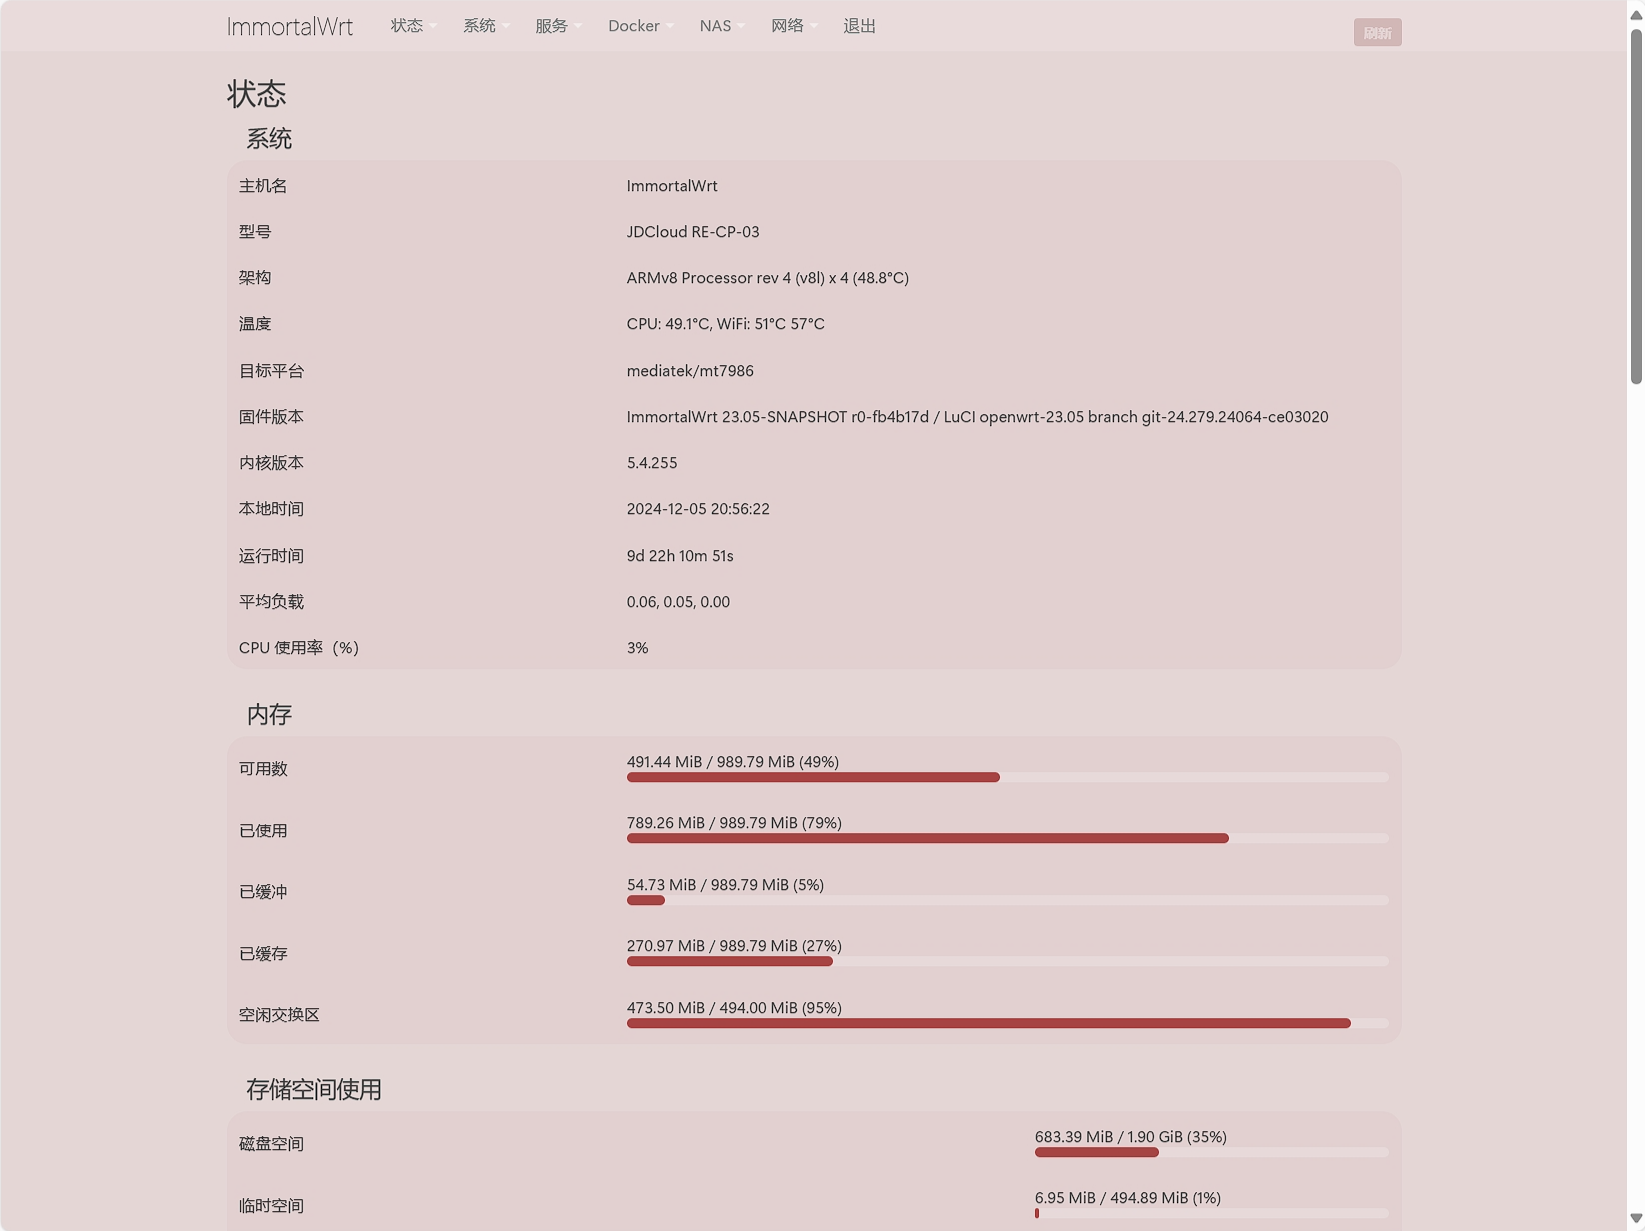 ImmortalWrt 状态 系统 服务 Docker NAS 网络 退出 刷新
状态
系统
主机名 ImmortalWrt
型号 JDCloud RE-CP-03
架构 ARMv8 Processor rev 4 (v8l) x 4 (48.8°C)
温度 CPU: 49.1°C, WiFi: 51°C 57°C
目标平台 mediatek/mt7986
固件版本 ImmortalWrt 23.05-SNAPSHOT r0-fb4b17d / LuCI openwrt-23.05 branch git-24.279.24064-ce03020
内核版本 5.4.255
本地时间 2024-12-05 20:56:22
运行时间 9d 22h 10m 51s
平均负载 0.06, 0.05, 0.00
CPU 使用率（%） 3%
内存
可用数 491.44 MiB / 989.79 MiB (49%)
已使用 789.26 MiB / 989.79 MiB (79%)
已缓冲 54.73 MiB / 989.79 MiB (5%)
已缓存 270.97 MiB / 989.79 MiB (27%)
空闲交换区 473.50 MiB / 494.00 MiB (95%)
存储空间使用
磁盘空间 683.39 MiB / 1.90 GiB (35%)
临时空间 6.95 MiB / 494.89 MiB (1%)